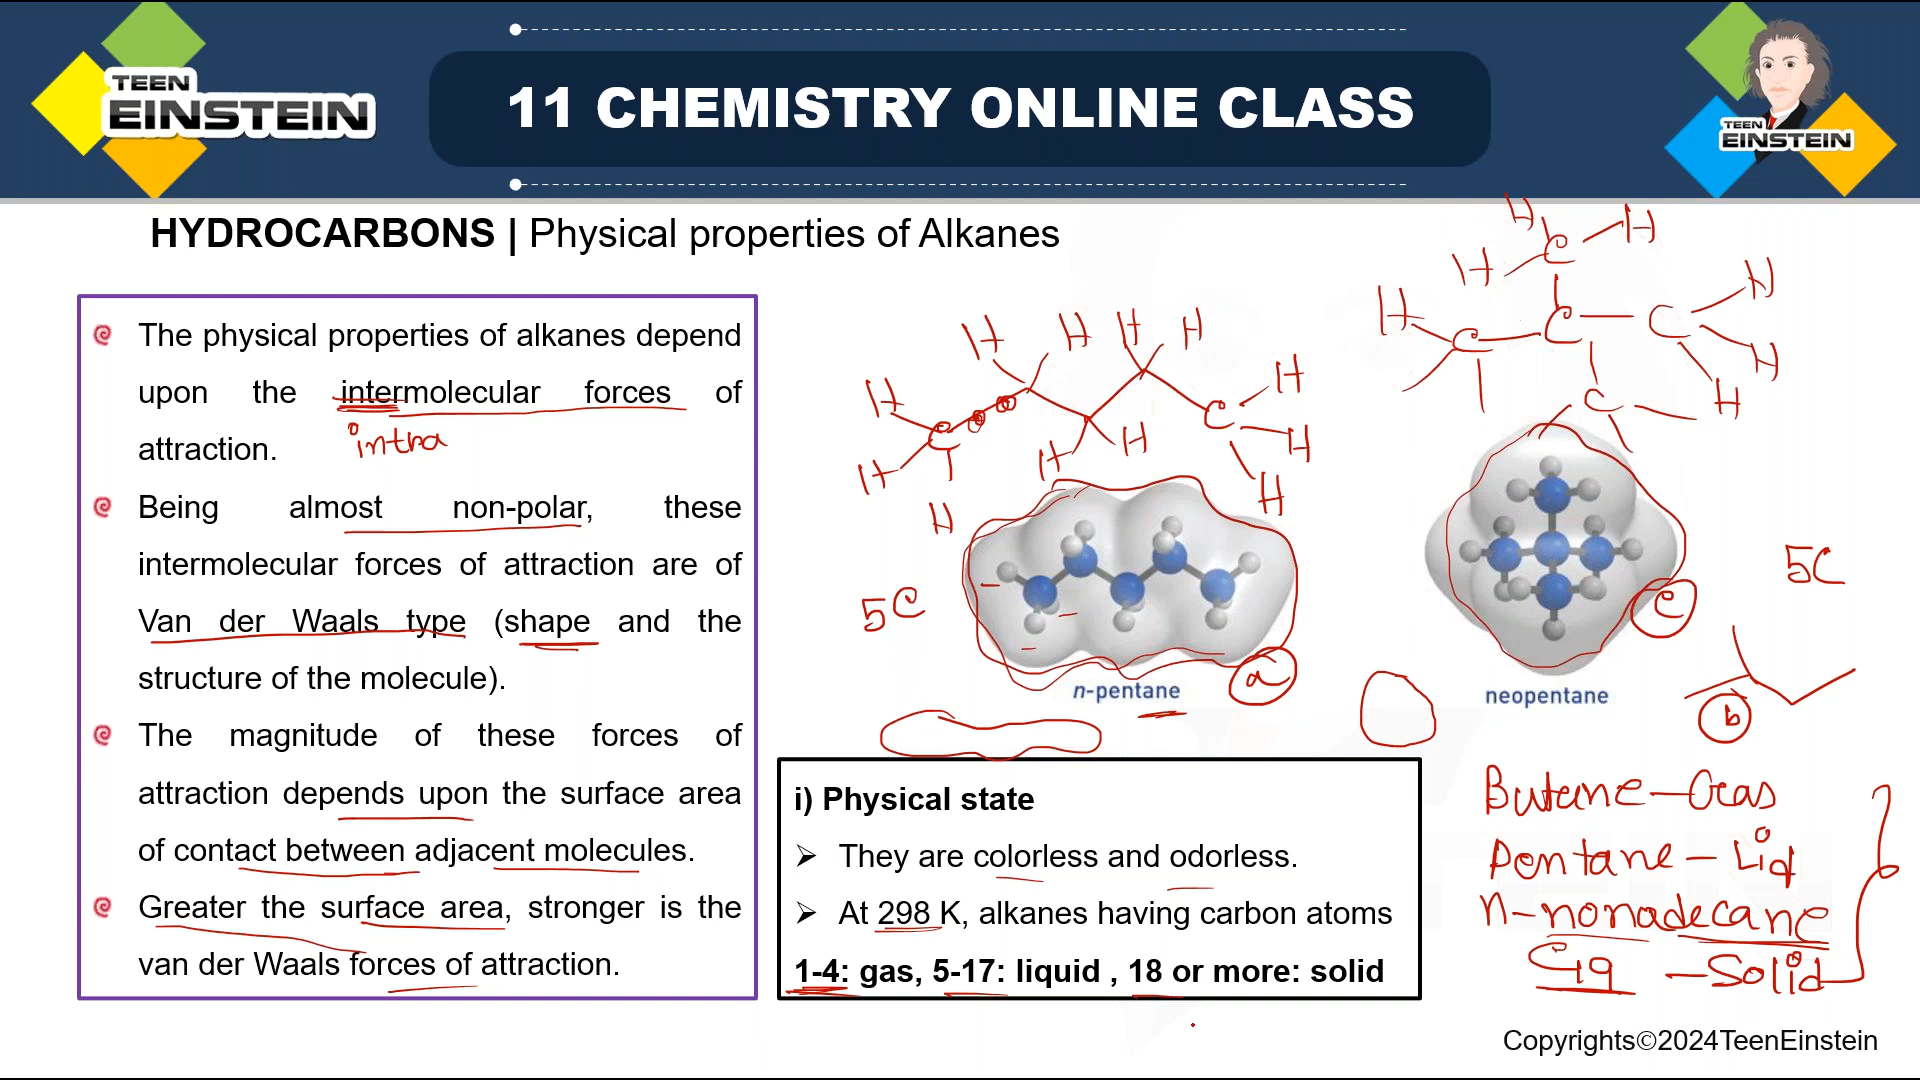 TEEN
EINSTEIN
11 CHEMISTRY ONLINE CLASS
TEEN
EINSTEIN
HYDROCARBONS | Physical properties of Alkanes
The physical properties of alkanes depend
upon the intermolecular forces of
intra
attraction.
Being almost non-polar, these
intermolecular forces of attraction are of
Van der Waals type (shape and the
structure of the molecule).
The magnitude of these forces of
attraction depends upon the surface area
of contact between adjacent molecules.
Greater the surface area, stronger is the
van der Waals forces of attraction.
H H H H
H C C H
H H H H
H H
5C
a
n-pentane
H C H
H H
H C C C H
C H
5C
c
neopentane
b
i) Physical state
They are colorless and odorless.
At 298 K, alkanes having carbon atoms
1-4: gas, 5-17: liquid , 18 or more: solid
Butane - Gas
Pentane - Liq
n-nonadecane
C19 - Solid
Copyrights©2024TeenEinstein